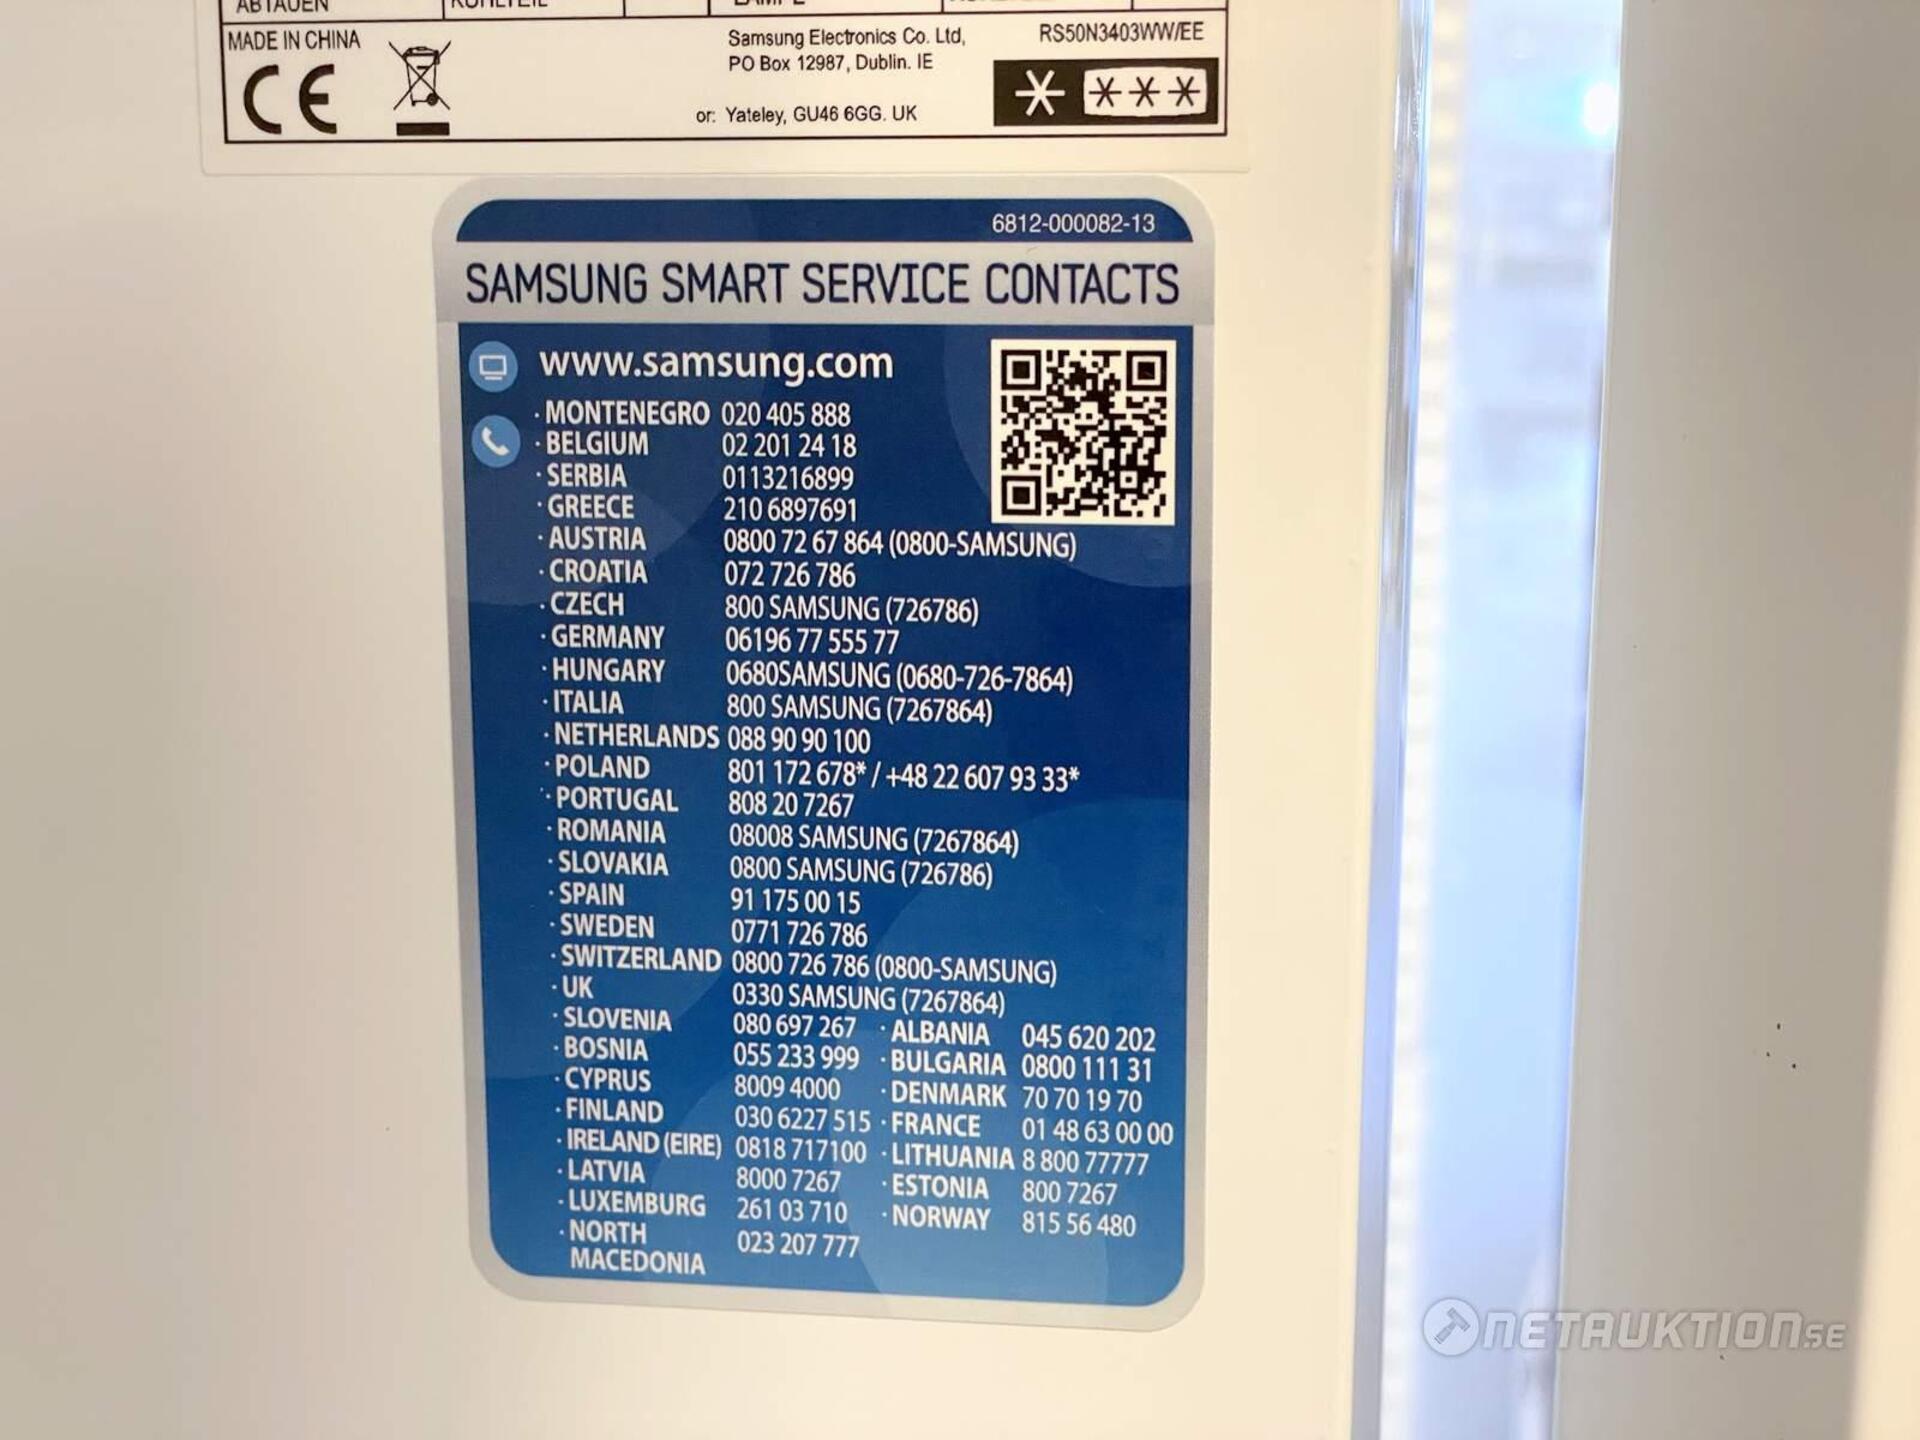 ABTAUEN KÜHLTEIL LAMPE
MADE IN CHINA
CE
Samsung Electronics Co. Ltd,
PO Box 12987, Dublin. IE
or: Yateley, GU46 6GG. UK
RS50N3403WW/EE
6812-000082-13
SAMSUNG SMART SERVICE CONTACTS
www.samsung.com
· MONTENEGRO 020 405 888
· BELGIUM 02 201 24 18
· SERBIA 0113216899
· GREECE 210 6897691
· AUSTRIA 0800 72 67 864 (0800-SAMSUNG)
· CROATIA 072 726 786
· CZECH 800 SAMSUNG (726786)
· GERMANY 06196 77 555 77
· HUNGARY 0680SAMSUNG (0680-726-7864)
· ITALIA 800 SAMSUNG (7267864)
· NETHERLANDS 088 90 90 100
· POLAND 801 172 678* / +48 22 607 93 33*
· PORTUGAL 808 20 7267
· ROMANIA 08008 SAMSUNG (7267864)
· SLOVAKIA 0800 SAMSUNG (726786)
· SPAIN 91 175 00 15
· SWEDEN 0771 726 786
· SWITZERLAND 0800 726 786 (0800-SAMSUNG)
· UK 0330 SAMSUNG (7267864)
· SLOVENIA 080 697 267 · ALBANIA 045 620 202
· BOSNIA 055 233 999 · BULGARIA 0800 111 31
· CYPRUS 8009 4000 · DENMARK 70 70 19 70
· FINLAND 030 6227 515 · FRANCE 01 48 63 00 00
· IRELAND (EIRE) 0818 717100 · LITHUANIA 8 800 77777
· LATVIA 8000 7267 · ESTONIA 800 7267
· LUXEMBURG 261 03 710 · NORWAY 815 56 480
· NORTH 023 207 777
MACEDONIA
NETAUKTION.SE